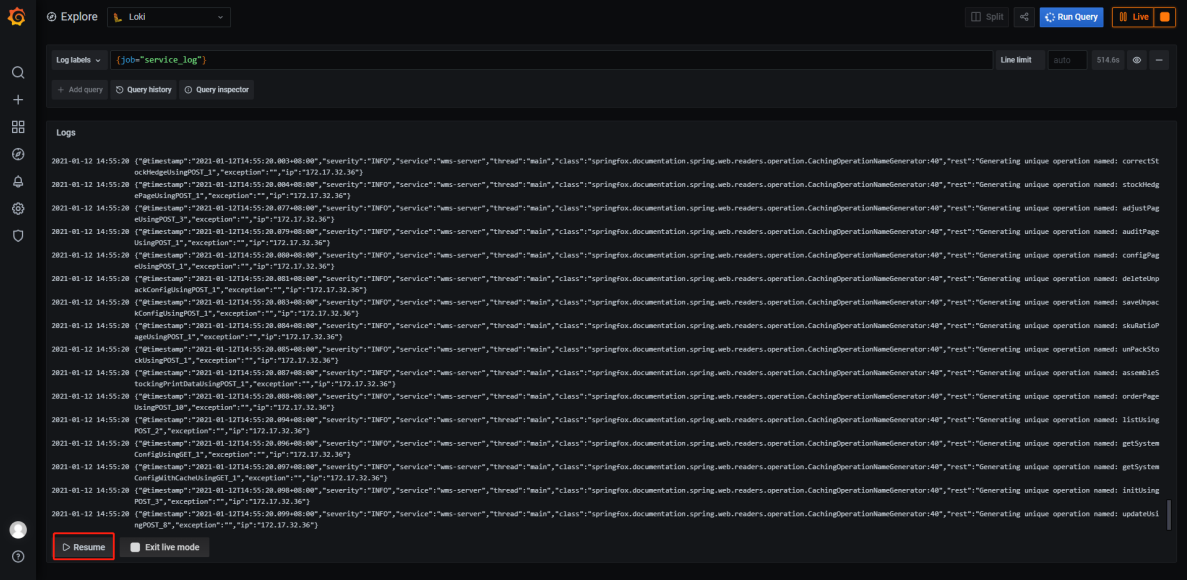 Explore
Loki
Split
Run Query
Live
Log labels
{job="service_log"}
Line limit
auto
514.6s
+ Add query
Query history
Query inspector
Logs
2021-01-12 14:55:20 {"@timestamp":"2021-01-12T14:55:20.003+08:00","severity":"INFO","service":"wms-server","thread":"main","class":"springfox.documentation.spring.web.readers.operation.CachingOperationNameGenerator:40","rest":"Generating unique operation named: correctSt
ockHedgeUsingPOST_1","exception":"","ip":"172.17.32.36"}
2021-01-12 14:55:20 {"@timestamp":"2021-01-12T14:55:20.004+08:00","severity":"INFO","service":"wms-server","thread":"main","class":"springfox.documentation.spring.web.readers.operation.CachingOperationNameGenerator:40","rest":"Generating unique operation named: stockHedg
ePageUsingPOST_1","exception":"","ip":"172.17.32.36"}
2021-01-12 14:55:20 {"@timestamp":"2021-01-12T14:55:20.077+08:00","severity":"INFO","service":"wms-server","thread":"main","class":"springfox.documentation.spring.web.readers.operation.CachingOperationNameGenerator:40","rest":"Generating unique operation named: adjustPag
eUsingPOST_3","exception":"","ip":"172.17.32.36"}
2021-01-12 14:55:20 {"@timestamp":"2021-01-12T14:55:20.079+08:00","severity":"INFO","service":"wms-server","thread":"main","class":"springfox.documentation.spring.web.readers.operation.CachingOperationNameGenerator:40","rest":"Generating unique operation named: auditPage
UsingPOST_1","exception":"","ip":"172.17.32.36"}
2021-01-12 14:55:20 {"@timestamp":"2021-01-12T14:55:20.080+08:00","severity":"INFO","service":"wms-server","thread":"main","class":"springfox.documentation.spring.web.readers.operation.CachingOperationNameGenerator:40","rest":"Generating unique operation named: configPag
eUsingPOST_1","exception":"","ip":"172.17.32.36"}
2021-01-12 14:55:20 {"@timestamp":"2021-01-12T14:55:20.081+08:00","severity":"INFO","service":"wms-server","thread":"main","class":"springfox.documentation.spring.web.readers.operation.CachingOperationNameGenerator:40","rest":"Generating unique operation named: deleteUnp
ackConfigUsingPOST_1","exception":"","ip":"172.17.32.36"}
2021-01-12 14:55:20 {"@timestamp":"2021-01-12T14:55:20.083+08:00","severity":"INFO","service":"wms-server","thread":"main","class":"springfox.documentation.spring.web.readers.operation.CachingOperationNameGenerator:40","rest":"Generating unique operation named: saveUnpac
kConfigUsingPOST_1","exception":"","ip":"172.17.32.36"}
2021-01-12 14:55:20 {"@timestamp":"2021-01-12T14:55:20.084+08:00","severity":"INFO","service":"wms-server","thread":"main","class":"springfox.documentation.spring.web.readers.operation.CachingOperationNameGenerator:40","rest":"Generating unique operation named: skuRatioP
ageUsingPOST_1","exception":"","ip":"172.17.32.36"}
2021-01-12 14:55:20 {"@timestamp":"2021-01-12T14:55:20.085+08:00","severity":"INFO","service":"wms-server","thread":"main","class":"springfox.documentation.spring.web.readers.operation.CachingOperationNameGenerator:40","rest":"Generating unique operation named: unPackSto
ckUsingPOST_1","exception":"","ip":"172.17.32.36"}
2021-01-12 14:55:20 {"@timestamp":"2021-01-12T14:55:20.087+08:00","severity":"INFO","service":"wms-server","thread":"main","class":"springfox.documentation.spring.web.readers.operation.CachingOperationNameGenerator:40","rest":"Generating unique operation named: assembleS
tockingPrintDataUsingPOST_1","exception":"","ip":"172.17.32.36"}
2021-01-12 14:55:20 {"@timestamp":"2021-01-12T14:55:20.088+08:00","severity":"INFO","service":"wms-server","thread":"main","class":"springfox.documentation.spring.web.readers.operation.CachingOperationNameGenerator:40","rest":"Generating unique operation named: orderPage
UsingPOST_10","exception":"","ip":"172.17.32.36"}
2021-01-12 14:55:20 {"@timestamp":"2021-01-12T14:55:20.094+08:00","severity":"INFO","service":"wms-server","thread":"main","class":"springfox.documentation.spring.web.readers.operation.CachingOperationNameGenerator:40","rest":"Generating unique operation named: listUsing
POST_2","exception":"","ip":"172.17.32.36"}
2021-01-12 14:55:20 {"@timestamp":"2021-01-12T14:55:20.096+08:00","severity":"INFO","service":"wms-server","thread":"main","class":"springfox.documentation.spring.web.readers.operation.CachingOperationNameGenerator:40","rest":"Generating unique operation named: getSystem
ConfigUsingGET_1","exception":"","ip":"172.17.32.36"}
2021-01-12 14:55:20 {"@timestamp":"2021-01-12T14:55:20.097+08:00","severity":"INFO","service":"wms-server","thread":"main","class":"springfox.documentation.spring.web.readers.operation.CachingOperationNameGenerator:40","rest":"Generating unique operation named: getSystem
ConfigWithCacheUsingGET_1","exception":"","ip":"172.17.32.36"}
2021-01-12 14:55:20 {"@timestamp":"2021-01-12T14:55:20.098+08:00","severity":"INFO","service":"wms-server","thread":"main","class":"springfox.documentation.spring.web.readers.operation.CachingOperationNameGenerator:40","rest":"Generating unique operation named: initUsing
POST_3","exception":"","ip":"172.17.32.36"}
2021-01-12 14:55:20 {"@timestamp":"2021-01-12T14:55:20.099+08:00","severity":"INFO","service":"wms-server","thread":"main","class":"springfox.documentation.spring.web.readers.operation.CachingOperationNameGenerator:40","rest":"Generating unique operation named: updateUsi
ngPOST_8","exception":"","ip":"172.17.32.36"}
Resume
Exit live mode